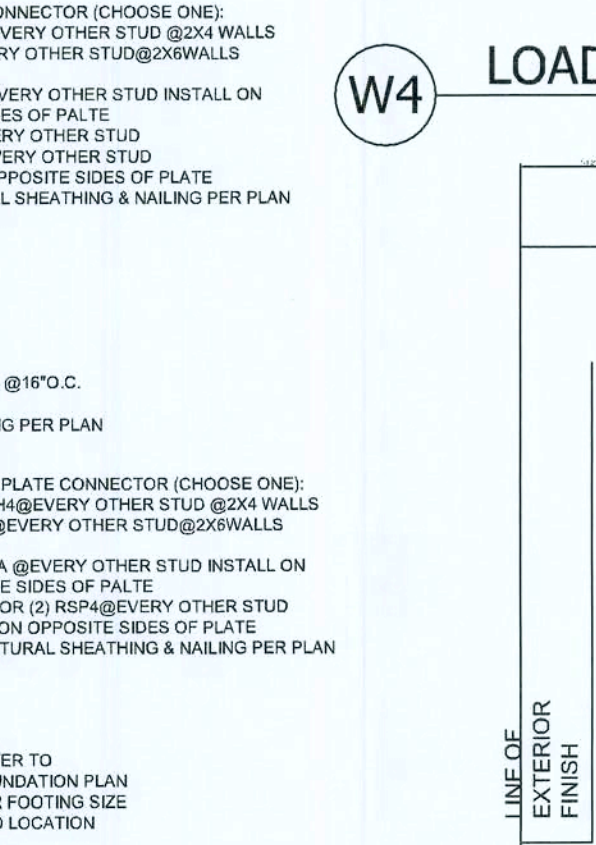 ONNECTOR (CHOOSE ONE):
VERY OTHER STUD @2X4 WALLS
RY OTHER STUD@2X6WALLS
VERY OTHER STUD INSTALL ON
ES OF PALTE
ERY OTHER STUD
VERY OTHER STUD
PPOSITE SIDES OF PLATE
L SHEATHING & NAILING PER PLAN
@16"O.C.
G PER PLAN
PLATE CONNECTOR (CHOOSE ONE):
H4@EVERY OTHER STUD @2X4 WALLS
@EVERY OTHER STUD@2X6WALLS
A @EVERY OTHER STUD INSTALL ON
E SIDES OF PALTE
OR (2) RSP4@EVERY OTHER STUD
ON OPPOSITE SIDES OF PLATE
TURAL SHEATHING & NAILING PER PLAN
ER TO
NDATION PLAN
R FOOTING SIZE
D LOCATION
W4
LOAD
LINE OF
EXTERIOR
FINISH